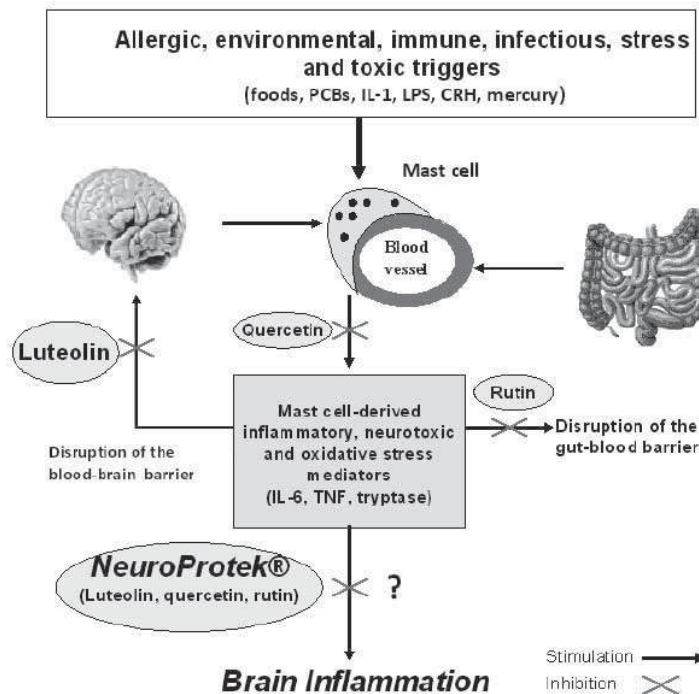 Allergic, environmental, immune, infectious, stress
and toxic triggers
(foods, PCBs, IL-1, LPS, CRH, mercury)
Mast cell
Blood
vessel
Quercetin
Luteolin
Rutin
Mast cell-derived
inflammatory, neurotoxic
and oxidative stress
mediators
(IL-6, TNF, tryptase)
Disruption of the
gut-blood barrier
Disruption of the
blood-brain barrier
NeuroProtek®
(Luteolin, quercetin, rutin)
?
Brain Inflammation
Stimulation
Inhibition